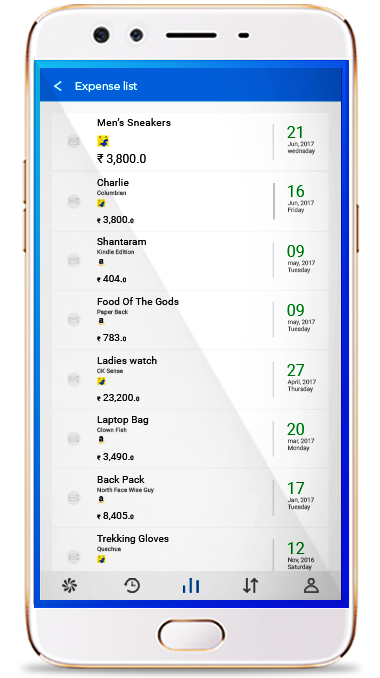 Expense list
Men's Sneakers
₹ 3,800.0
21
Jun, 2017
wednesday
Charlie
Columbian
₹ 3,800.0
16
Jun, 2017
Friday
Shantaram
Kindle Edition
a
₹ 404.0
09
may, 2017
Tuesday
Food Of The Gods
Paper Back
a
₹ 783.0
09
may, 2017
Tuesday
Ladies watch
CK Sense
₹ 23,200.0
27
April, 2017
Thursday
Laptop Bag
Clown Fish
a
₹ 3,490.0
20
mar, 2017
Monday
Back Pack
North Face Wise Guy
a
₹ 8,405.0
17
Jan, 2017
Tuesday
Trekking Gloves
Quechua
12
Nov, 2016
Saturday